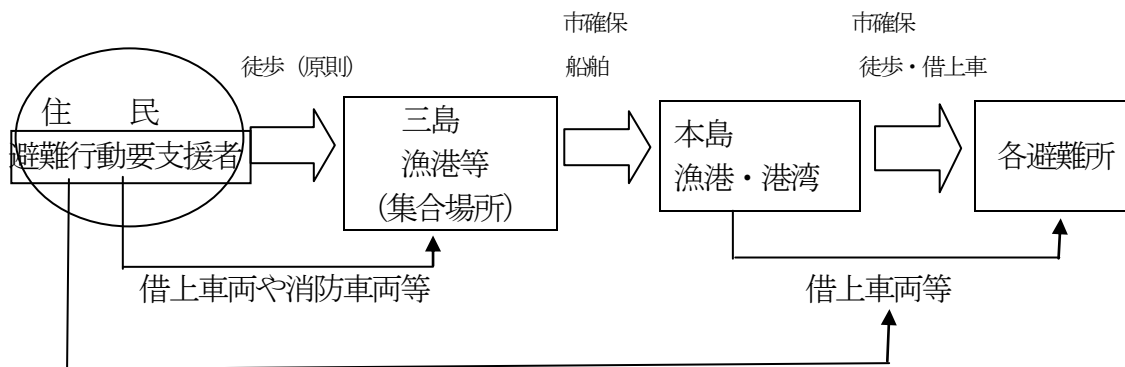 市確保
船舶
市確保
徒歩・借上車
徒歩（原則）
住　民
避難行動要支援者
三島
漁港等
(集合場所)
本島
漁港・港湾
各避難所
借上車両や消防車両等
借上車両等